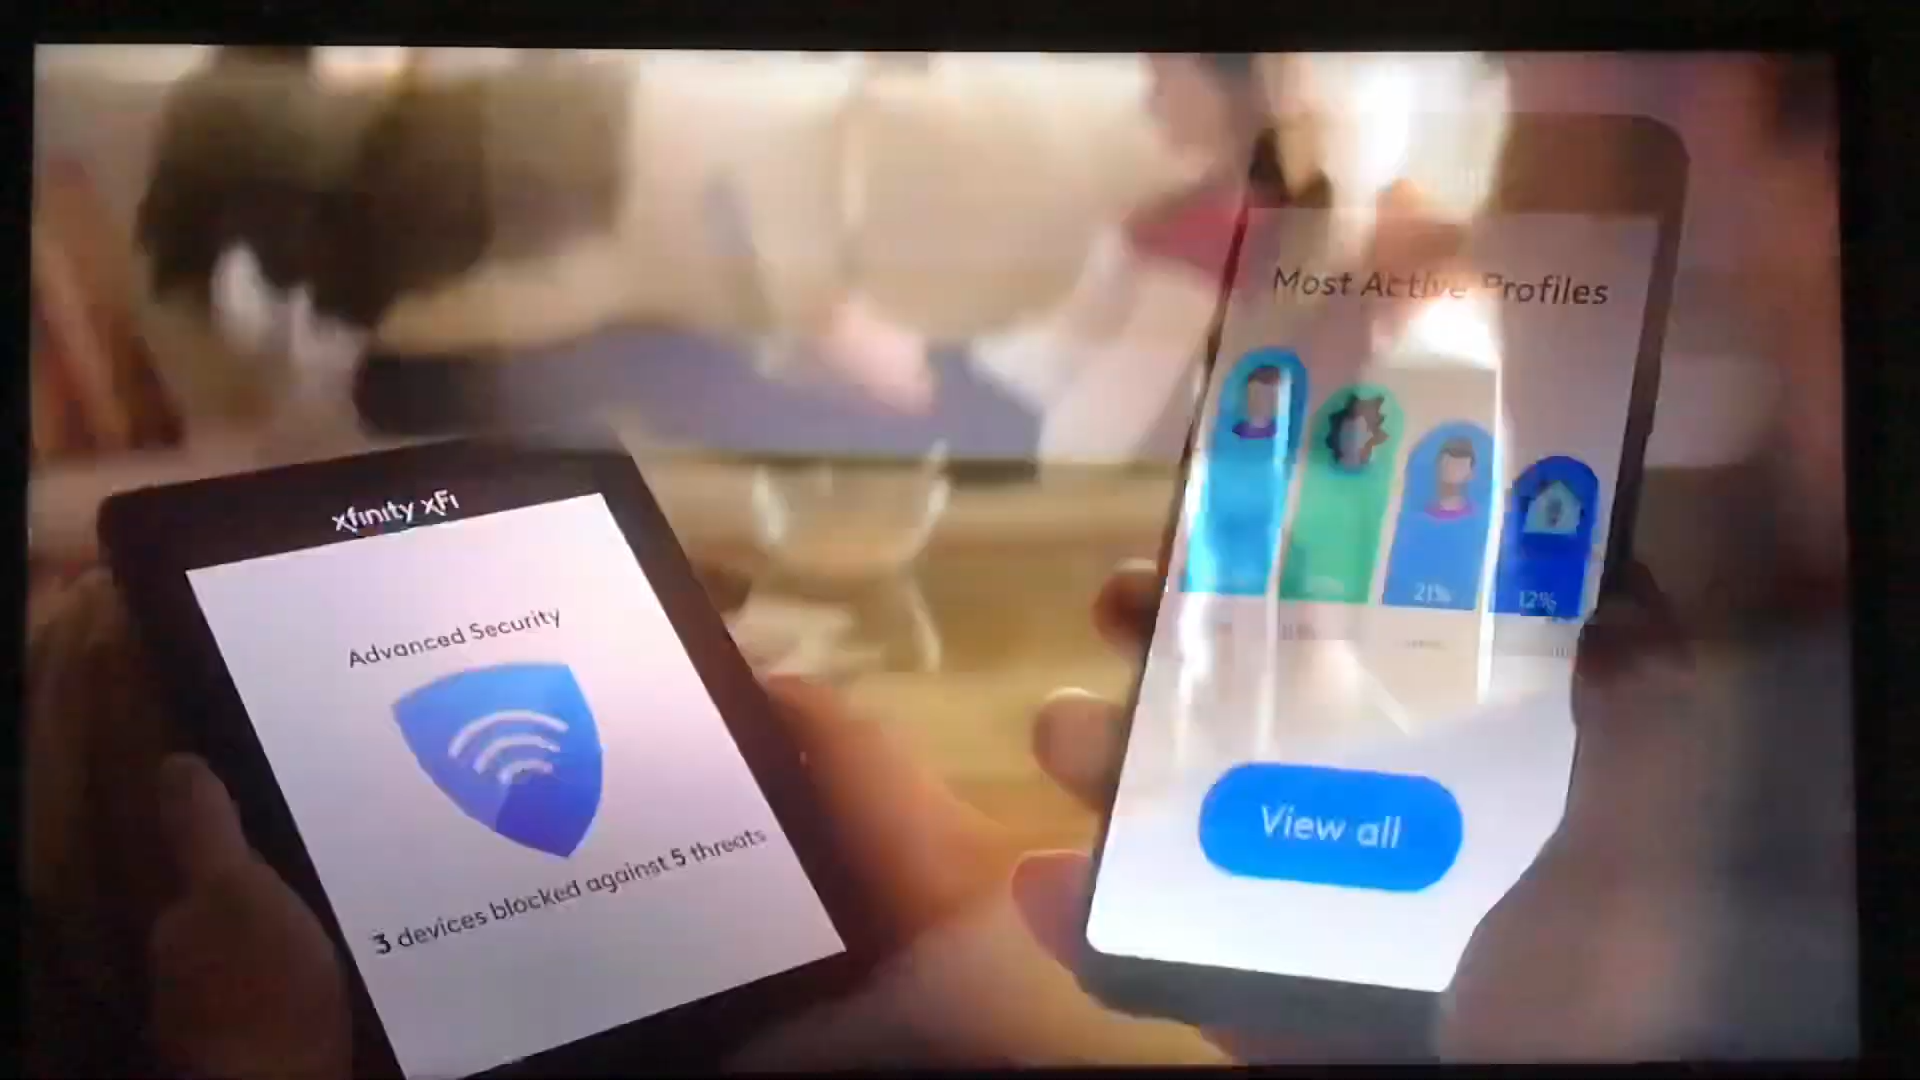 xfinity xFi
Advanced Security
3 devices blocked against 5 threats
Most Active Profiles
21%
12%
View all